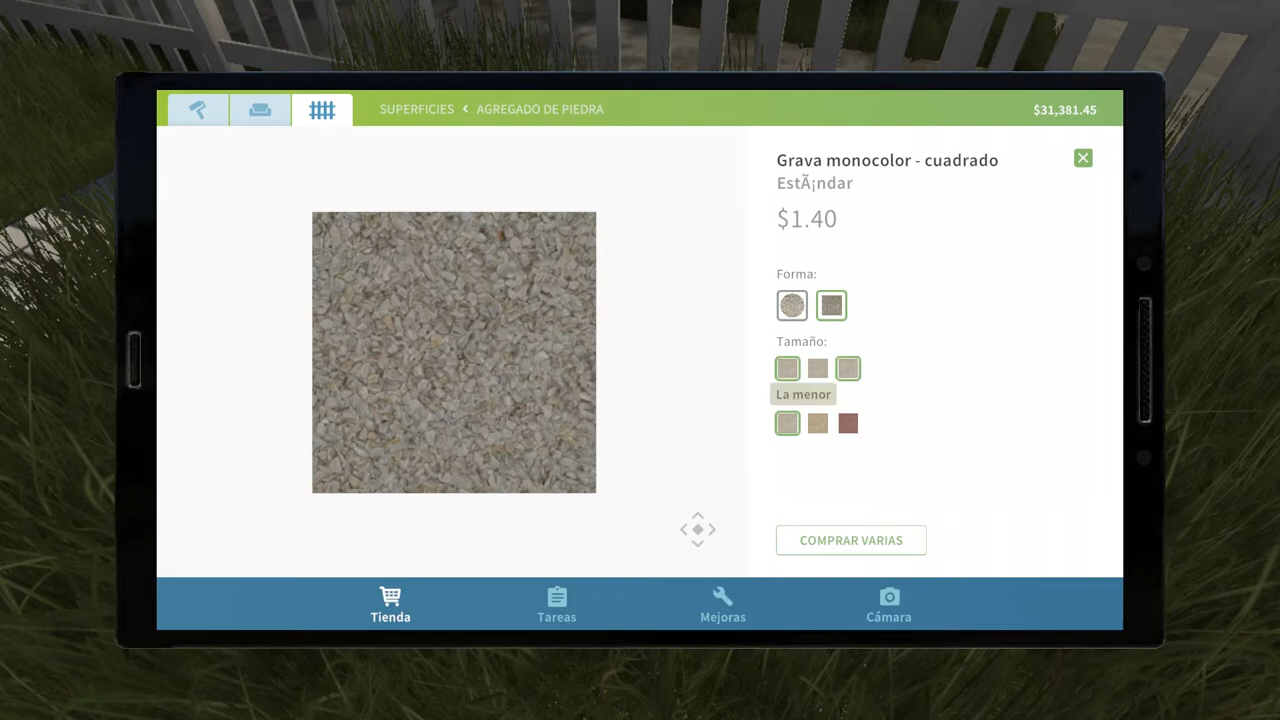 SUPERFICIES < AGREGADO DE PIEDRA
$31,381.45
Grava monocolor - cuadrado
EstÃ¡ndar
$1.40
Forma:
Tamaño:
La menor
COMPRAR VARIAS
Tienda
Tareas
Mejoras
Cámara